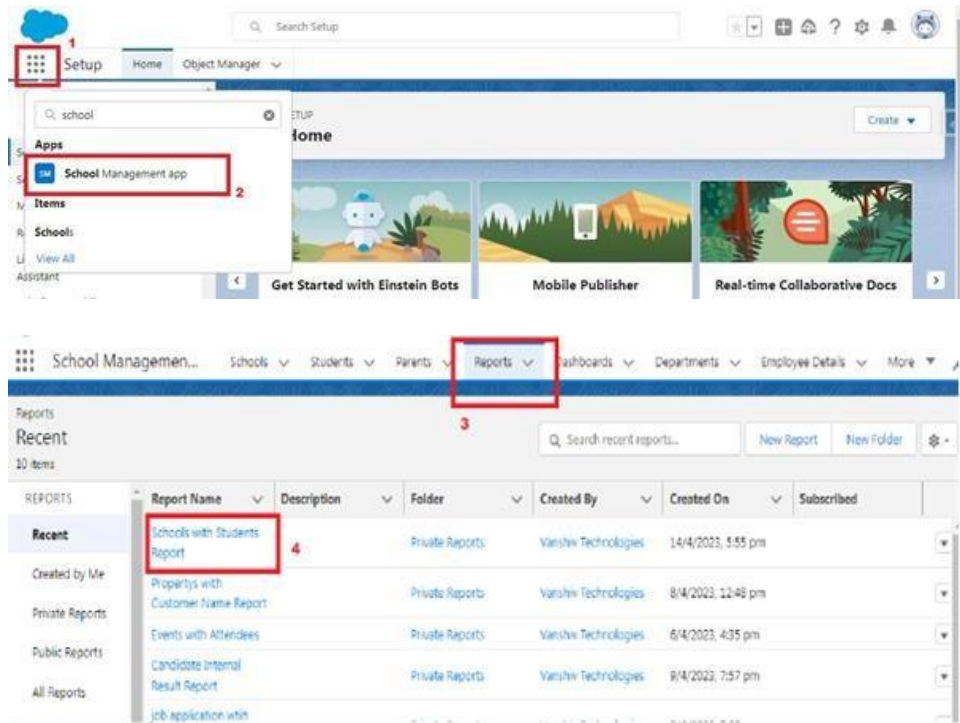 Search Setup
1
Setup Home Object Manager
school
SETUP
Home
Create
Apps
SM School Management app
2
Items
Schools
View All
Assistant
Get Started with Einstein Bots
Mobile Publisher
Real-time Collaborative Docs
School Managemen... Schools Students Parents Reports Dashboards Departments Employee Details More
3
Reports
Recent
10 items
Search recent reports...
New Report New Folder
REPORTS Report Name Description Folder Created By Created On Subscribed
Recent
Schools with Students
Report
4
Private Reports Vanshiv Technologies 14/4/2023, 5:55 pm
Created by Me
Propertys with
Customer Name Report
Private Reports Vanshiv Technologies 8/4/2023, 12:48 pm
Private Reports
Events with Attendees Private Reports Vanshiv Technologies 6/4/2023, 4:35 pm
Public Reports
Candidate Internal
Result Report
Private Reports Vanshiv Technologies 9/4/2023, 7:57 pm
All Reports
job application with